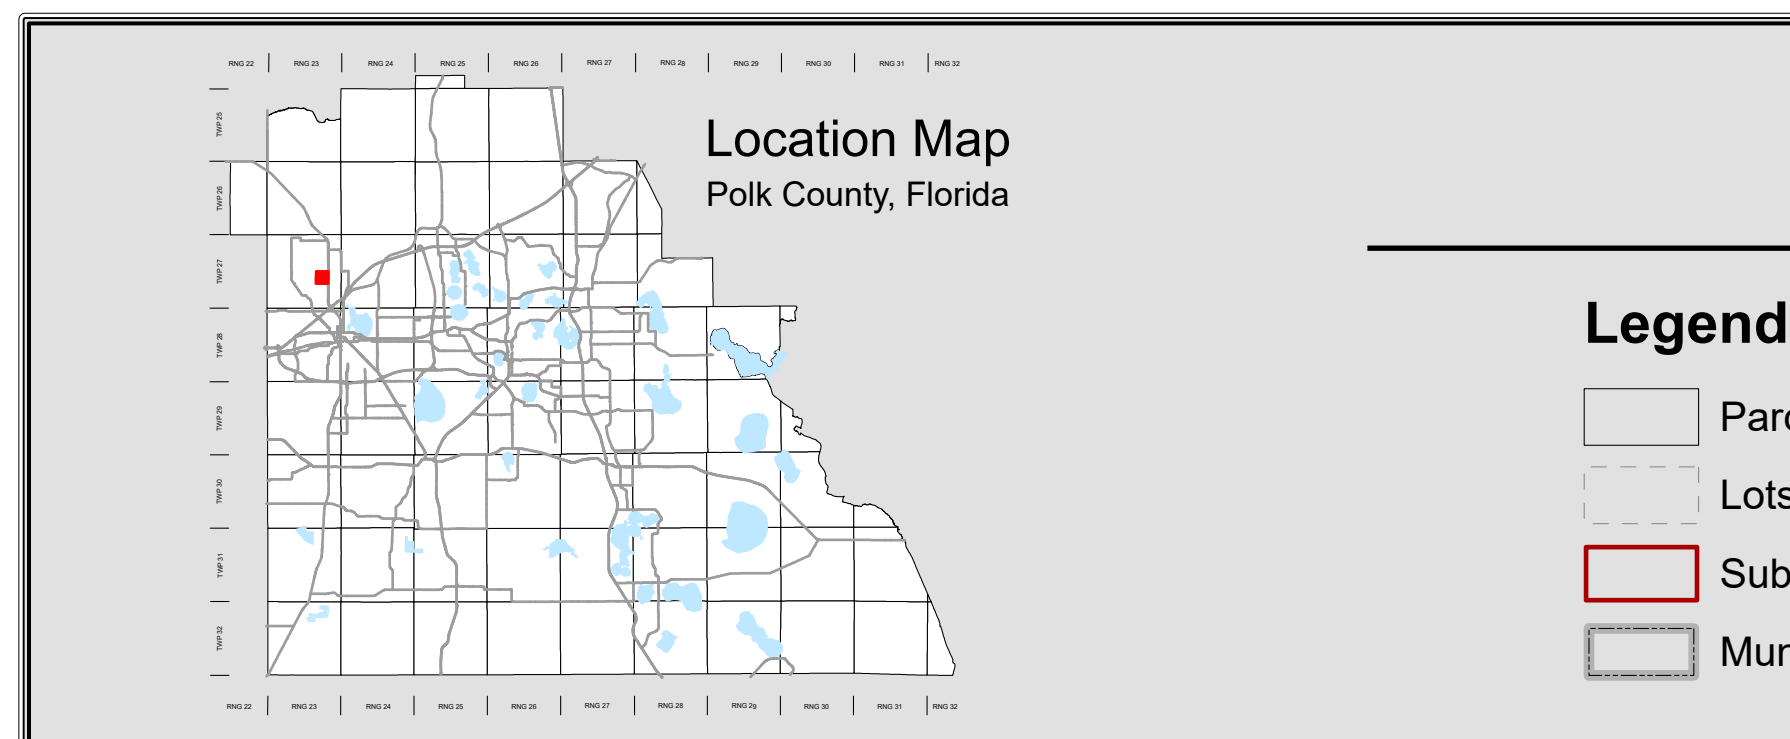 RNG 22 RNG 23 RNG 24 RNG 25 RNG 26 RNG 27 RNG 28 RNG 29 RNG 30 RNG 31 RNG 32
TWP 25
Location Map
TWP 26
Polk County, Florida
TWP 27
Legend
TWP 28
TWP 29
TWP 30
Lots
TWP 31
Sub
TWP 32
RNG 22 RNG 23 RNG 24 RNG 25 RNG 26 RNG 27 RNG 28 RNG 29 RNG 30 RNG 31 RNG 32